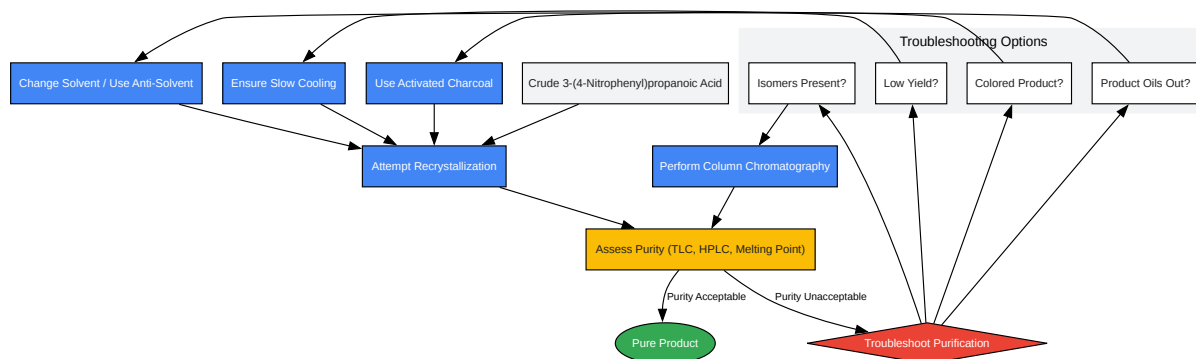 Troubleshooting Options
Change Solvent / Use Anti-Solvent
Ensure Slow Cooling
Use Activated Charcoal
Crude 3-(4-Nitrophenyl)propanoic Acid
Isomers Present?
Low Yield?
Colored Product?
Product Oils Out?
Attempt Recrystallization
Perform Column Chromatography
Assess Purity (TLC, HPLC, Melting Point)
Purity Acceptable
Purity Unacceptable
Pure Product
Troubleshoot Purification